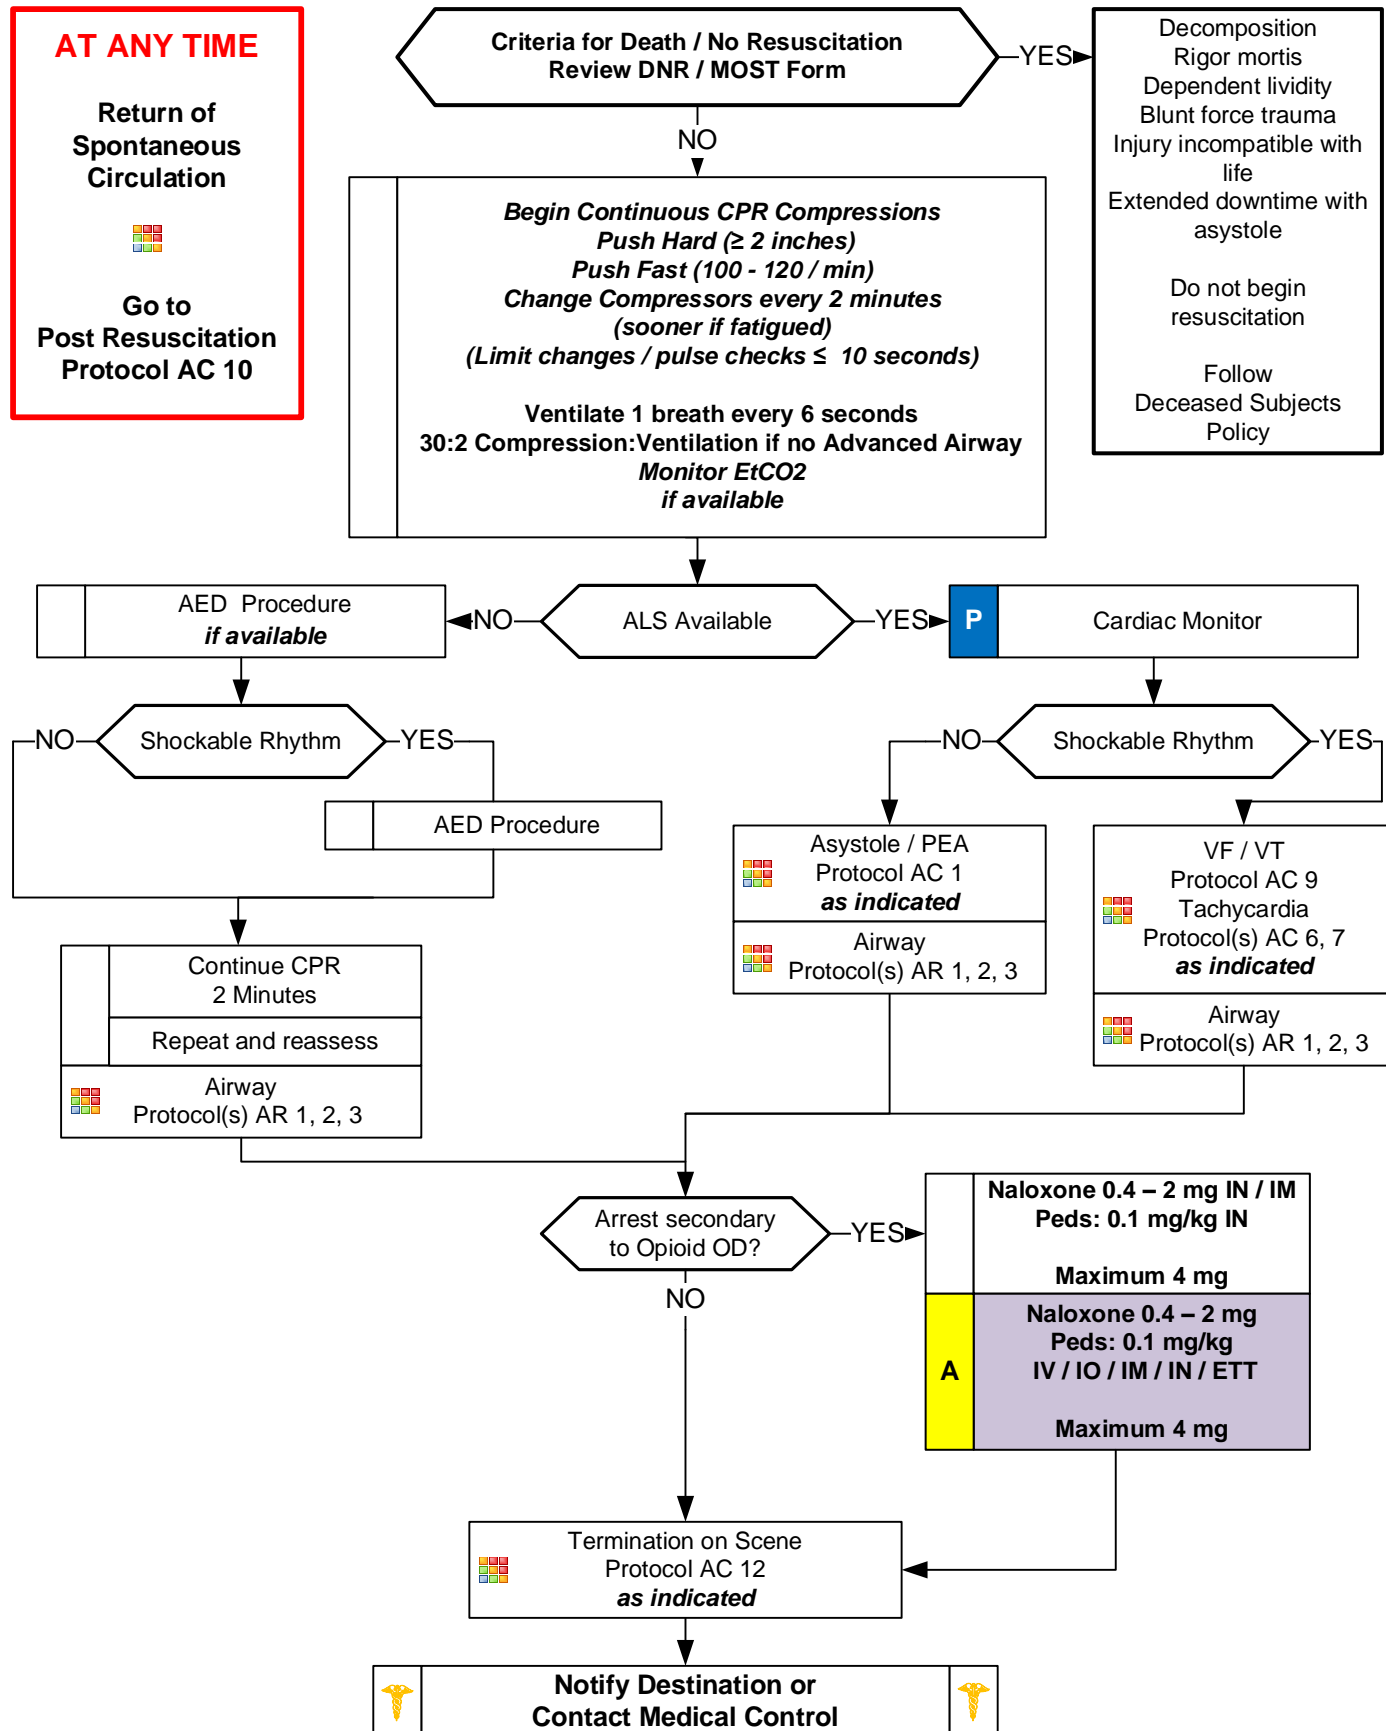 AT ANY TIME
Return of
Spontaneous
Circulation
Go to
Post Resuscitation
Protocol AC 10
Criteria for Death / No Resuscitation
Review DNR / MOST Form
YES
Decomposition
Rigor mortis
Dependent lividity
Blunt force trauma
Injury incompatible with
life
Extended downtime with
asystole
Do not begin
resuscitation
Follow
Deceased Subjects
Policy
NO
Begin Continuous CPR Compressions
Push Hard (≥ 2 inches)
Push Fast (100 - 120 / min)
Change Compressors every 2 minutes
(sooner if fatigued)
(Limit changes / pulse checks ≤ 10 seconds)
Ventilate 1 breath every 6 seconds
30:2 Compression:Ventilation if no Advanced Airway
Monitor EtCO2
if available
AED Procedure
if available
NO
ALS Available
YES
P
Cardiac Monitor
NO
Shockable Rhythm
YES
NO
Shockable Rhythm
YES
AED Procedure
Asystole / PEA
Protocol AC 1
as indicated
Airway
Protocol(s) AR 1, 2, 3
VF / VT
Protocol AC 9
Tachycardia
Protocol(s) AC 6, 7
as indicated
Airway
Protocol(s) AR 1, 2, 3
Continue CPR
2 Minutes
Repeat and reassess
Airway
Protocol(s) AR 1, 2, 3
Arrest secondary
to Opioid OD?
YES
Naloxone 0.4 – 2 mg IN / IM
Peds: 0.1 mg/kg IN
Maximum 4 mg
A
Naloxone 0.4 – 2 mg
Peds: 0.1 mg/kg
IV / IO / IM / IN / ETT
Maximum 4 mg
NO
Termination on Scene
Protocol AC 12
as indicated
Notify Destination or
Contact Medical Control